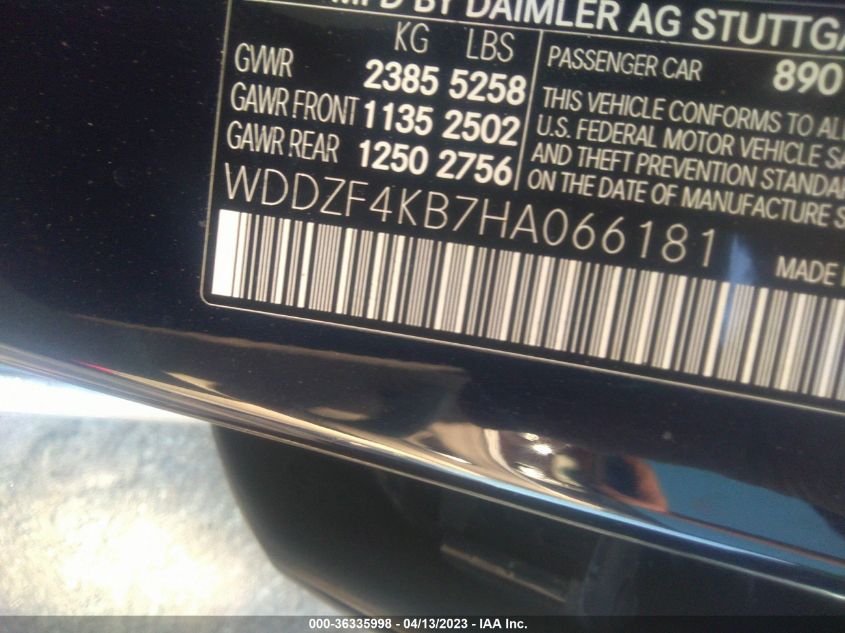 MFD BY DAIMLER AG STUTTGA
KG LBS
GVWR 2385 5258
GAWR FRONT 1135 2502
GAWR REAR 1250 2756
PASSENGER CAR 890
THIS VEHICLE CONFORMS TO AL
U.S. FEDERAL MOTOR VEHICLE SA
AND THEFT PREVENTION STANDAR
ON THE DATE OF MANUFACTURE S
WDDZF4KB7HA066181
MADE
000-36335998 - 04/13/2023 - IAA Inc.